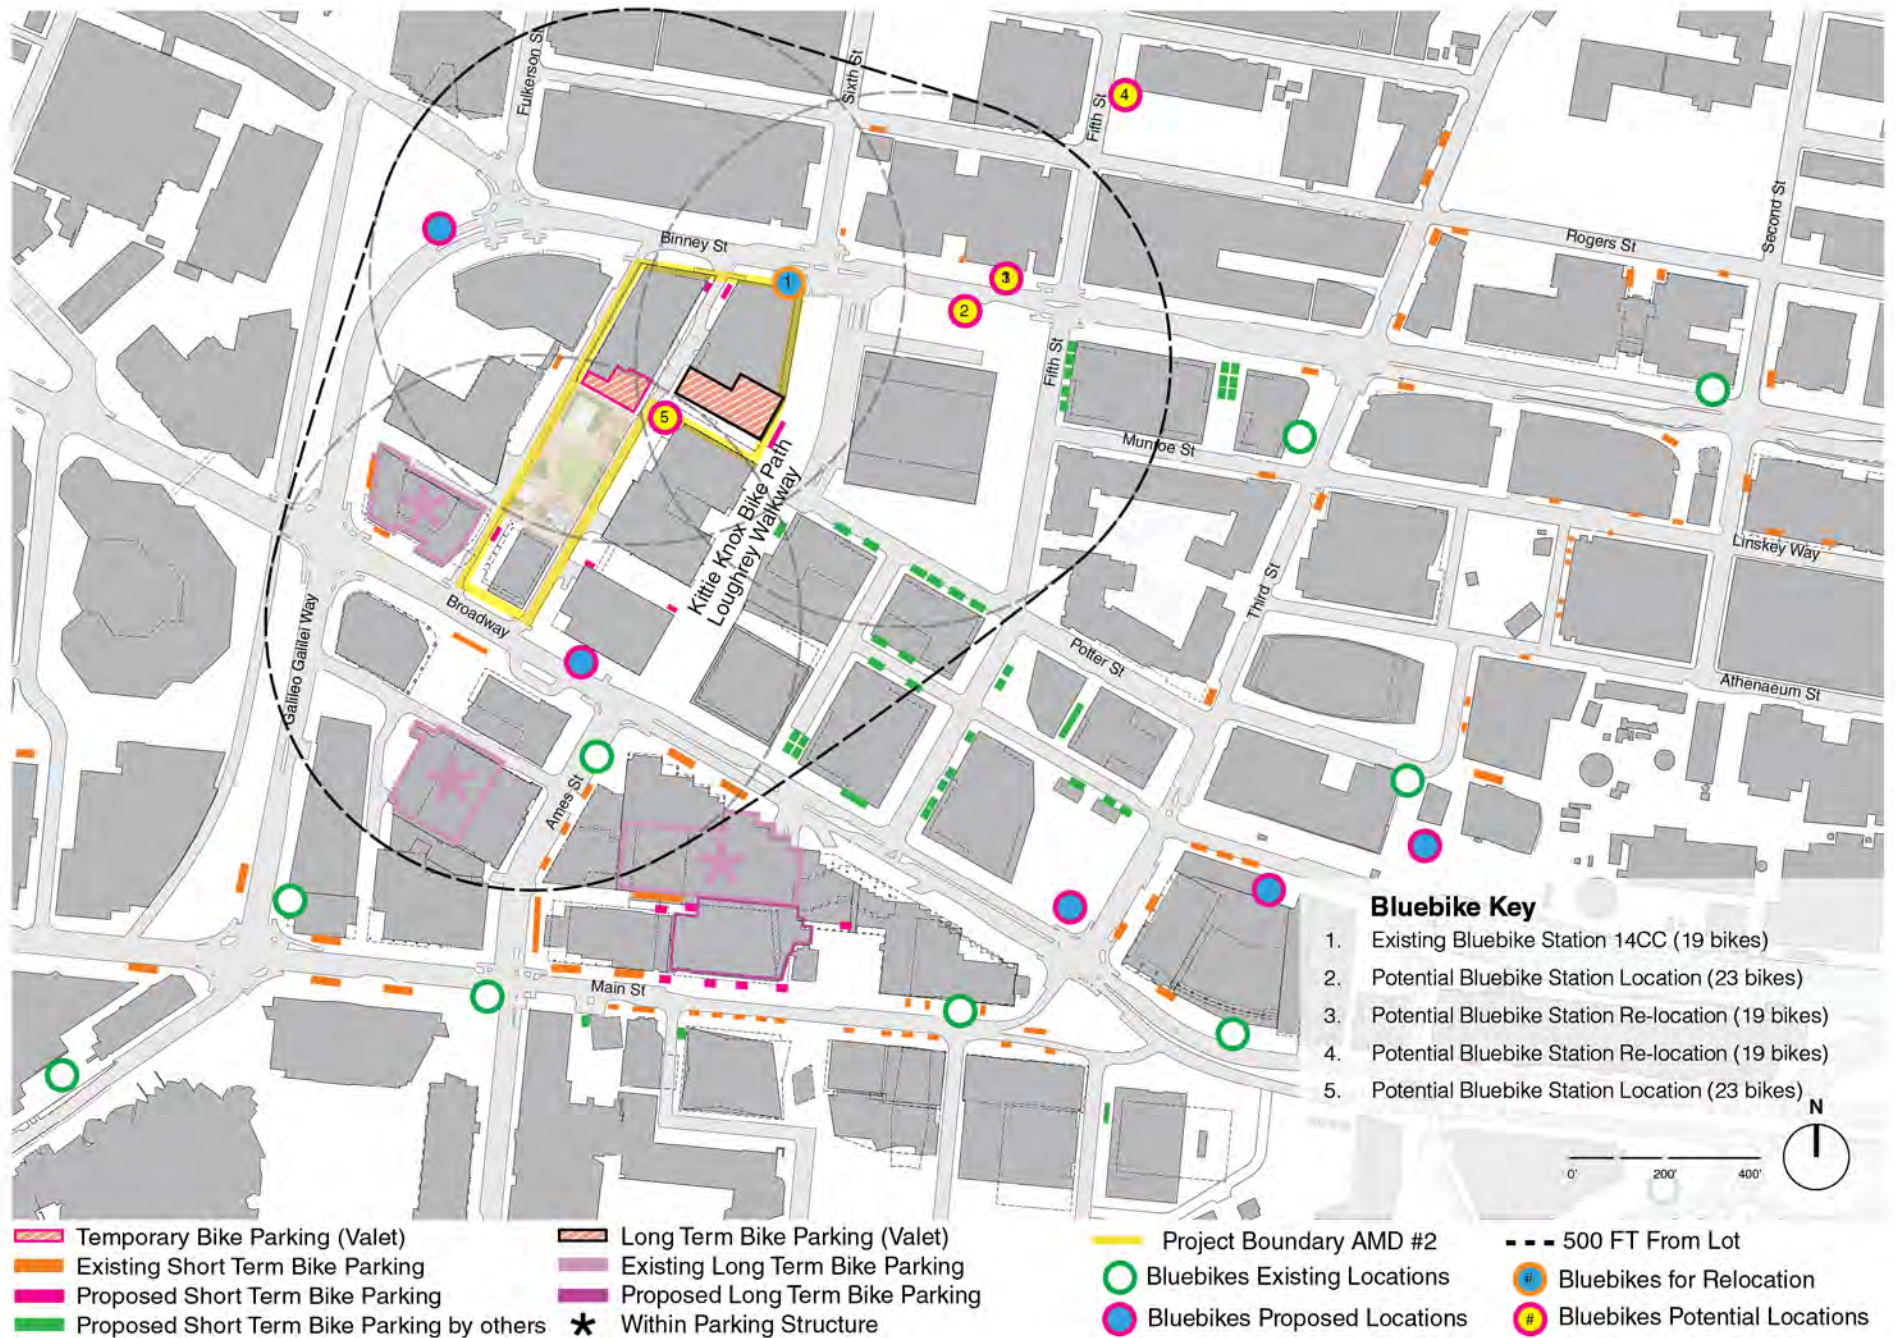 Fulkerson St
Sixth St
Fifth St
4
Second St
Rogers St
Binney St
1
3
2
Fifth St
5
Munroe St
Kittie Knox Bike Path
Loughrey Walkway
Linskey Way
Third St
Broadway
Galileo Galilei Way
Potter St
Athenaeum St
Ames St
Main St
Bluebike Key
1. Existing Bluebike Station 14CC (19 bikes)
2. Potential Bluebike Station Location (23 bikes)
3. Potential Bluebike Station Re-location (19 bikes)
4. Potential Bluebike Station Re-location (19 bikes)
5. Potential Bluebike Station Location (23 bikes)
N
0' 200' 400'
Temporary Bike Parking (Valet)
Existing Short Term Bike Parking
Proposed Short Term Bike Parking
Proposed Short Term Bike Parking by others
Long Term Bike Parking (Valet)
Existing Long Term Bike Parking
Proposed Long Term Bike Parking
Within Parking Structure
Project Boundary AMD #2
Bluebikes Existing Locations
Bluebikes Proposed Locations
500 FT From Lot
# Bluebikes for Relocation
# Bluebikes Potential Locations